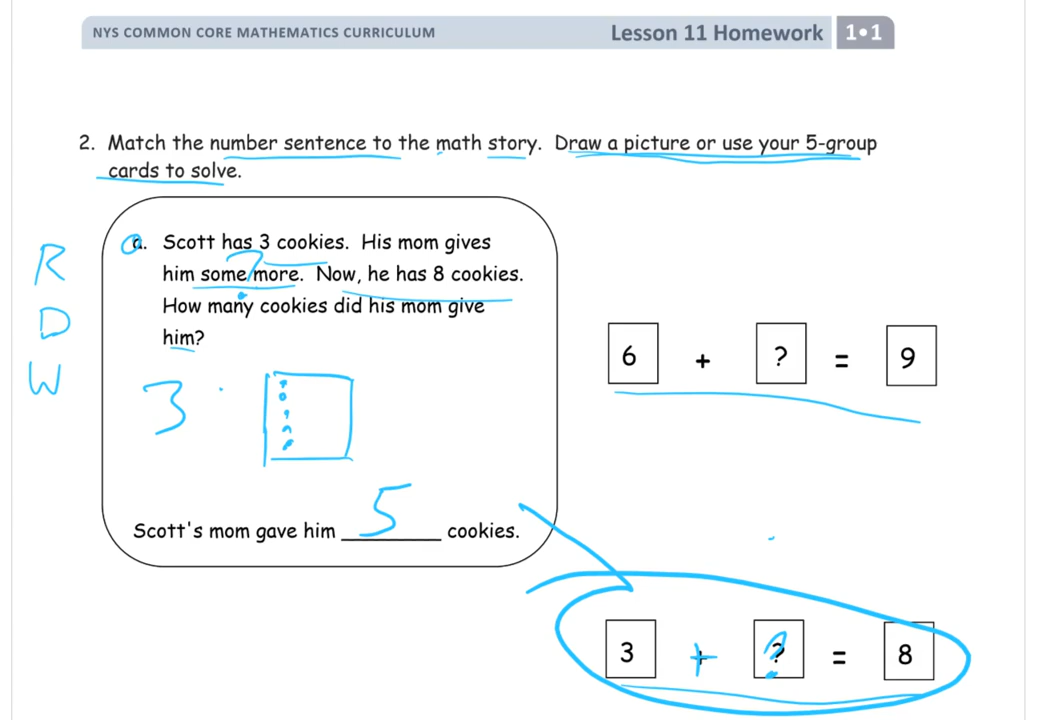 NYS COMMON CORE MATHEMATICS CURRICULUM
Lesson 11 Homework 1•1
2. Match the number sentence to the math story. Draw a picture or use your 5-group
cards to solve.
a. Scott has 3 cookies. His mom gives
him some more. Now, he has 8 cookies.
How many cookies did his mom give
him?
R
D
W
3
Scott's mom gave him 5 cookies.
6 + ? = 9
3 + ? = 8